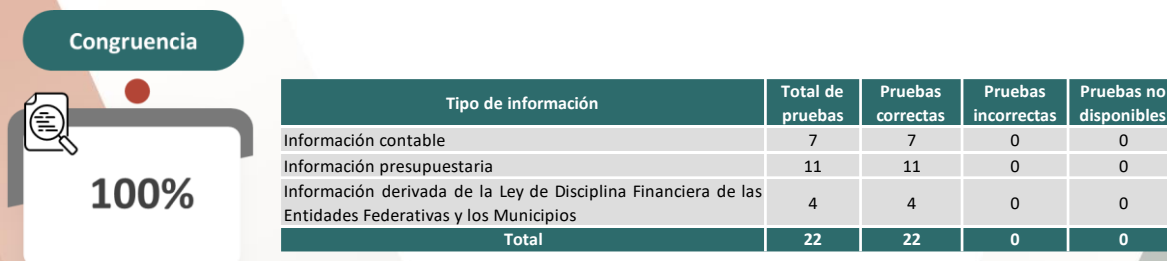 Congruencia
100%
Tipo de información Total de pruebas Pruebas correctas Pruebas incorrectas Pruebas no disponibles
Información contable 7 7 0 0
Información presupuestaria 11 11 0 0
Información derivada de la Ley de Disciplina Financiera de las
Entidades Federativas y los Municipios 4 4 0 0
Total 22 22 0 0